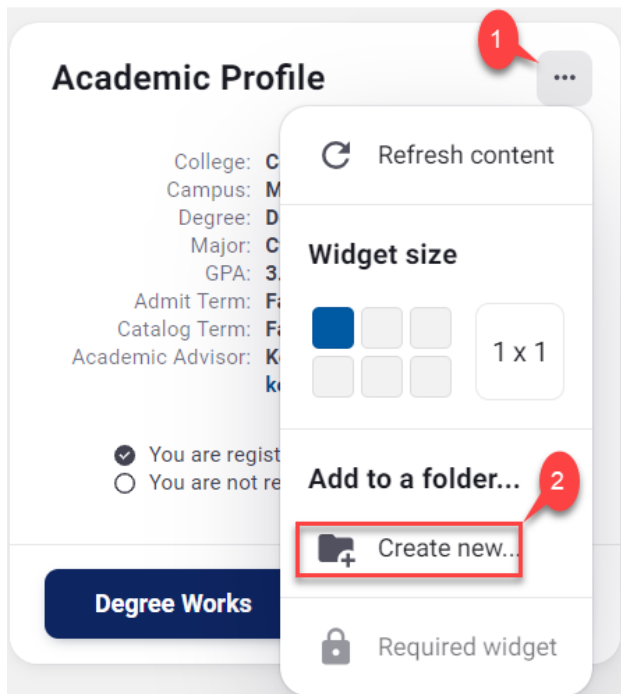 1
Academic Profile
College: C
Campus: M
Degree: D
Major: C
GPA: 3.
Admit Term: Fa
Catalog Term: Fa
Academic Advisor: Ke
ke
You are regist
You are not re
Degree Works
Refresh content
Widget size
1 x 1
Add to a folder...
2
Create new...
Required widget